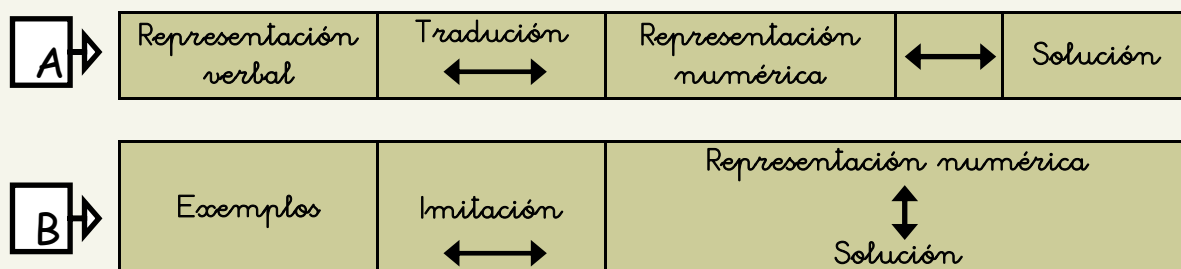 A
Representación verbal
Tradución
Representación numérica
Solución
B
Exemplos
Imitación
Representación numérica
Solución